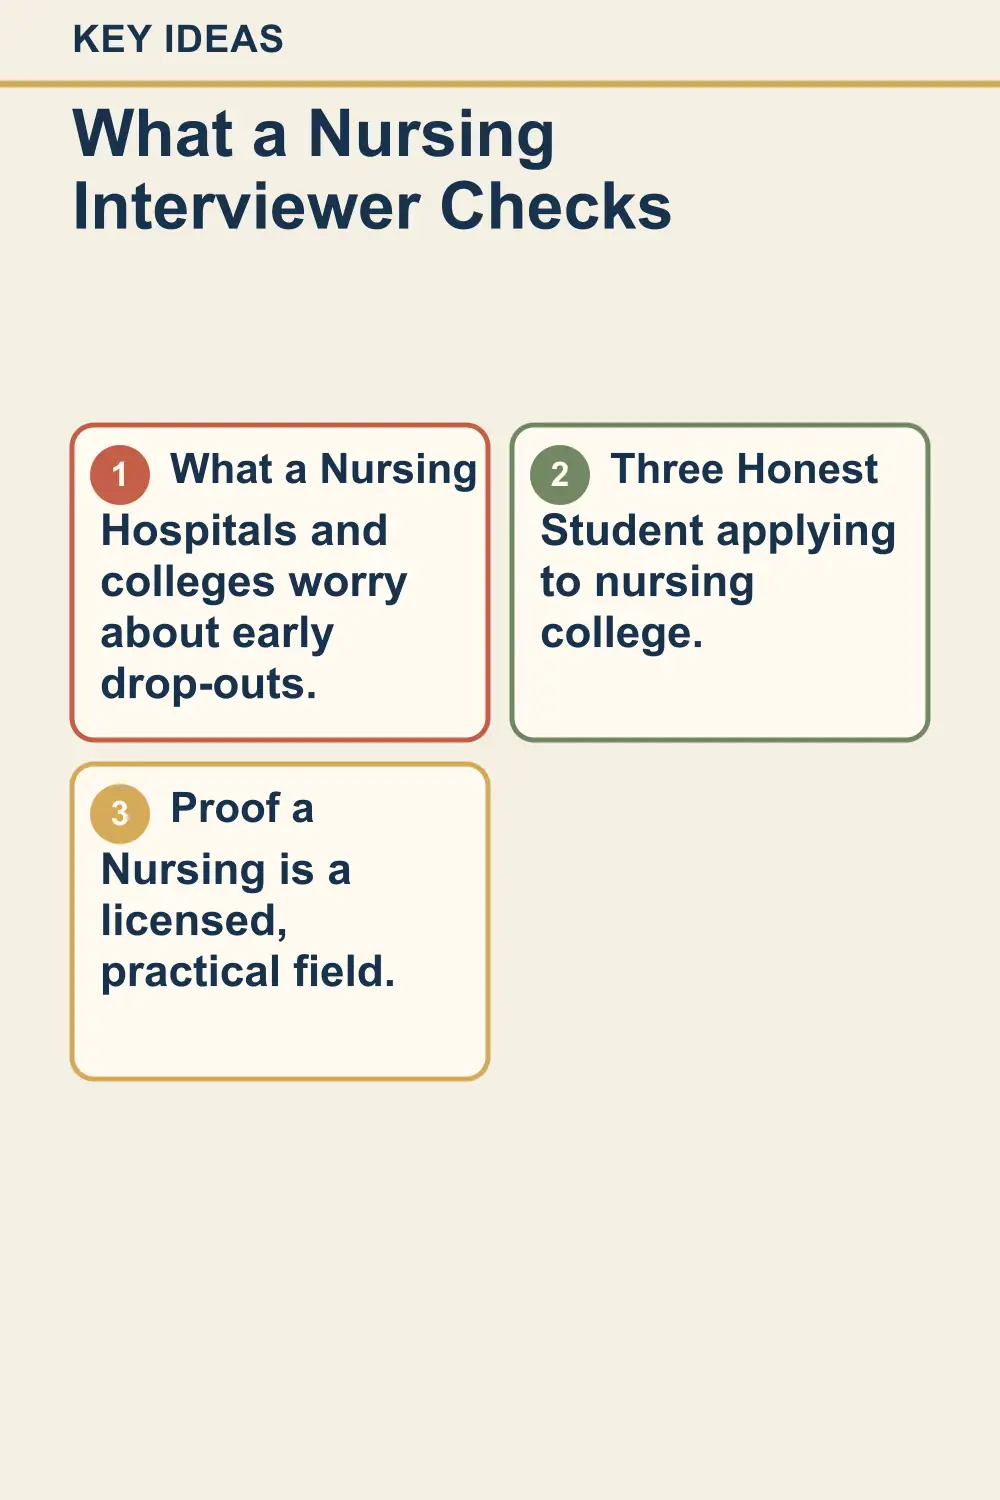 KEY IDEAS
What a Nursing
Interviewer Checks
1 What a Nursing
Hospitals and
colleges worry
about early
drop-outs.
2 Three Honest
Student applying
to nursing
college.
3 Proof a
Nursing is a
licensed,
practical field.